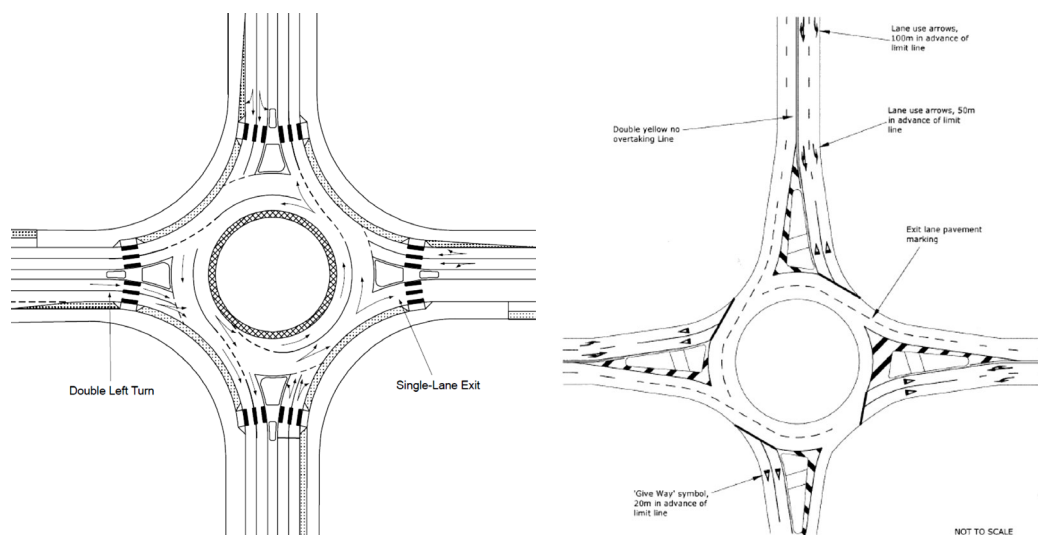 Double Left Turn
Single-Lane Exit
Lane use arrows,
100m in advance of
limit line
Lane use arrows, 50m
in advance of limit
line
Double yellow no
overtaking Line
Exit lane pavement
marking
'Give Way' symbol,
20m in advance of
limit line
NOT TO SCALE